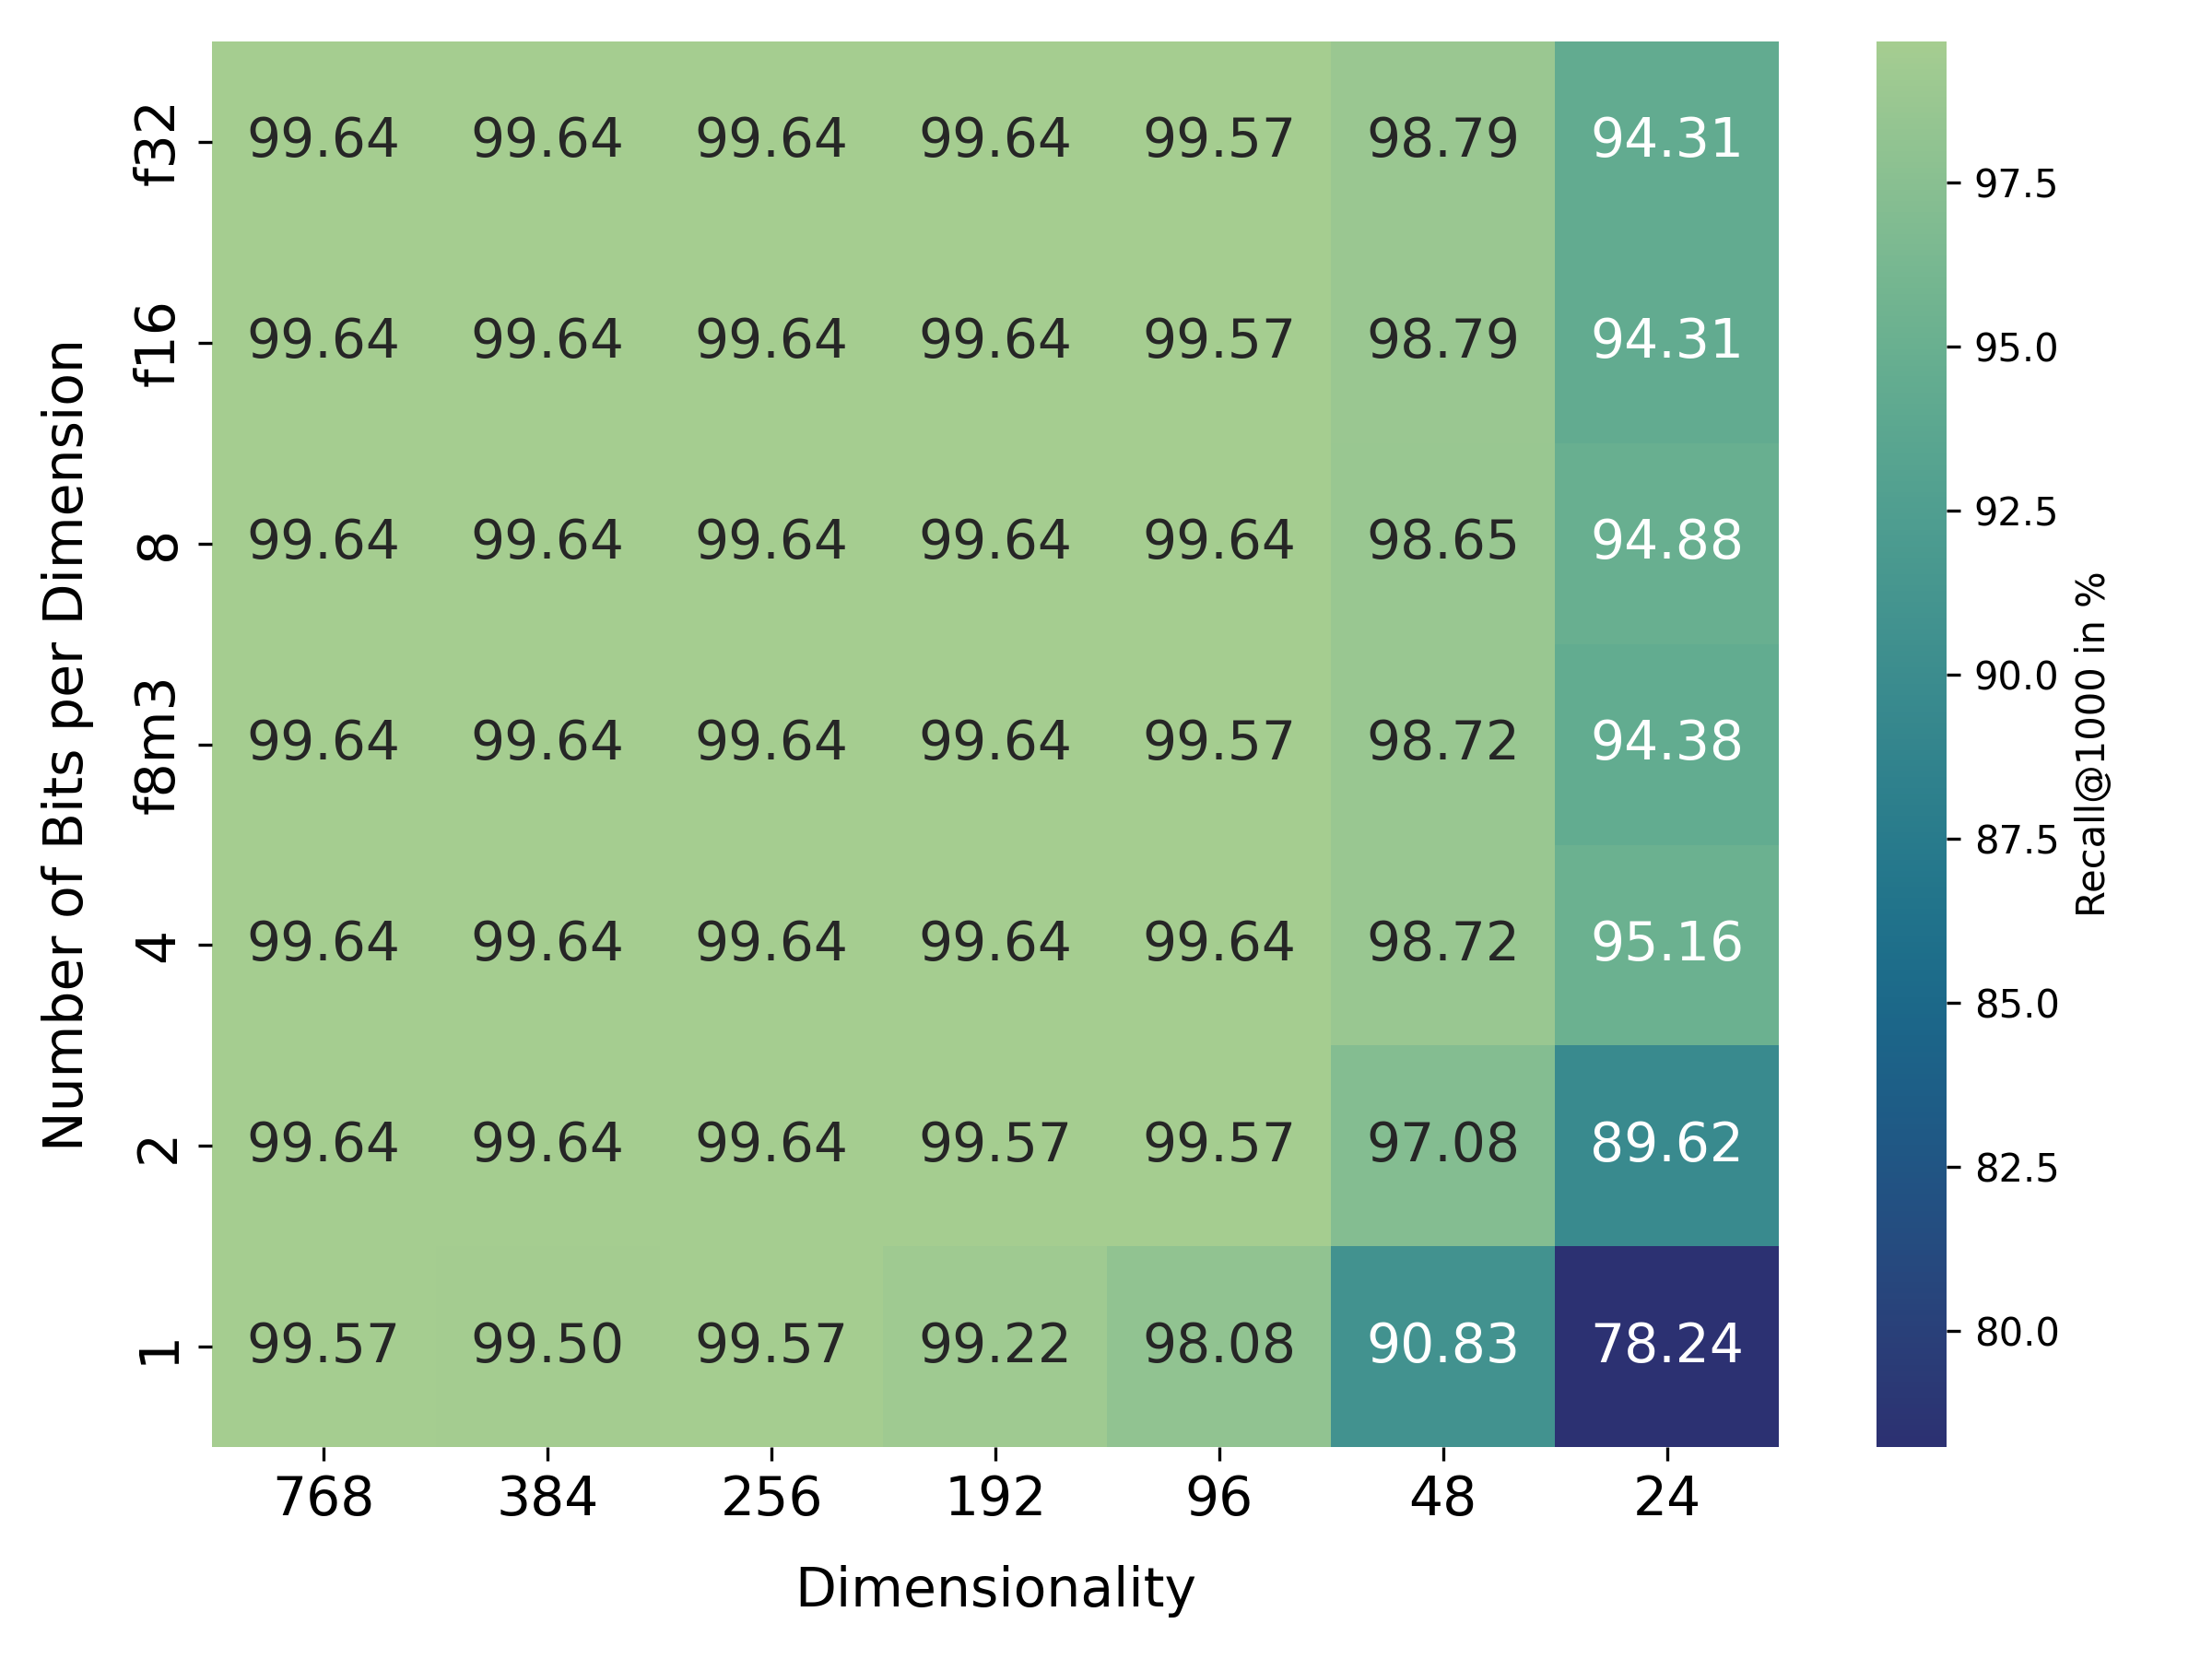 Number of Bits per Dimension
f32 99.64 99.64 99.64 99.64 99.57 98.79 94.31
f16 99.64 99.64 99.64 99.64 99.57 98.79 94.31
8 99.64 99.64 99.64 99.64 99.64 98.65 94.88
f8m3 99.64 99.64 99.64 99.64 99.57 98.72 94.38
4 99.64 99.64 99.64 99.64 99.64 98.72 95.16
2 99.64 99.64 99.64 99.57 99.57 97.08 89.62
1 99.57 99.50 99.57 99.22 98.08 90.83 78.24
768 384 256 192 96 48 24
Dimensionality
97.5
95.0
92.5
90.0
87.5
85.0
82.5
80.0
Recall@1000 in %